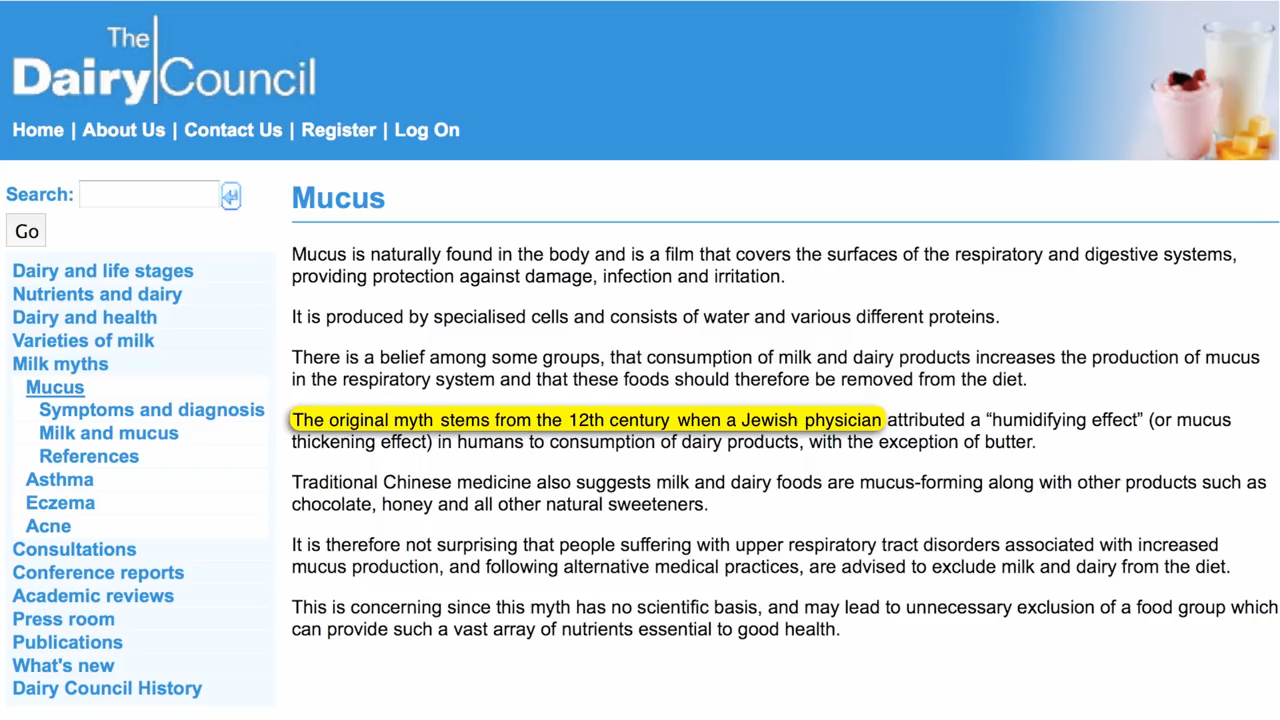 The
Dairy Council
Home | About Us | Contact Us | Register | Log On
Search:
Go
Dairy and life stages
Nutrients and dairy
Dairy and health
Varieties of milk
Milk myths
Mucus
Symptoms and diagnosis
Milk and mucus
References
Asthma
Eczema
Acne
Consultations
Conference reports
Academic reviews
Press room
Publications
What's new
Dairy Council History
Mucus
Mucus is naturally found in the body and is a film that covers the surfaces of the respiratory and digestive systems,
providing protection against damage, infection and irritation.
It is produced by specialised cells and consists of water and various different proteins.
There is a belief among some groups, that consumption of milk and dairy products increases the production of mucus
in the respiratory system and that these foods should therefore be removed from the diet.
The original myth stems from the 12th century when a Jewish physician attributed a “humidifying effect” (or mucus
thickening effect) in humans to consumption of dairy products, with the exception of butter.
Traditional Chinese medicine also suggests milk and dairy foods are mucus-forming along with other products such as
chocolate, honey and all other natural sweeteners.
It is therefore not surprising that people suffering with upper respiratory tract disorders associated with increased
mucus production, and following alternative medical practices, are advised to exclude milk and dairy from the diet.
This is concerning since this myth has no scientific basis, and may lead to unnecessary exclusion of a food group which
can provide such a vast array of nutrients essential to good health.